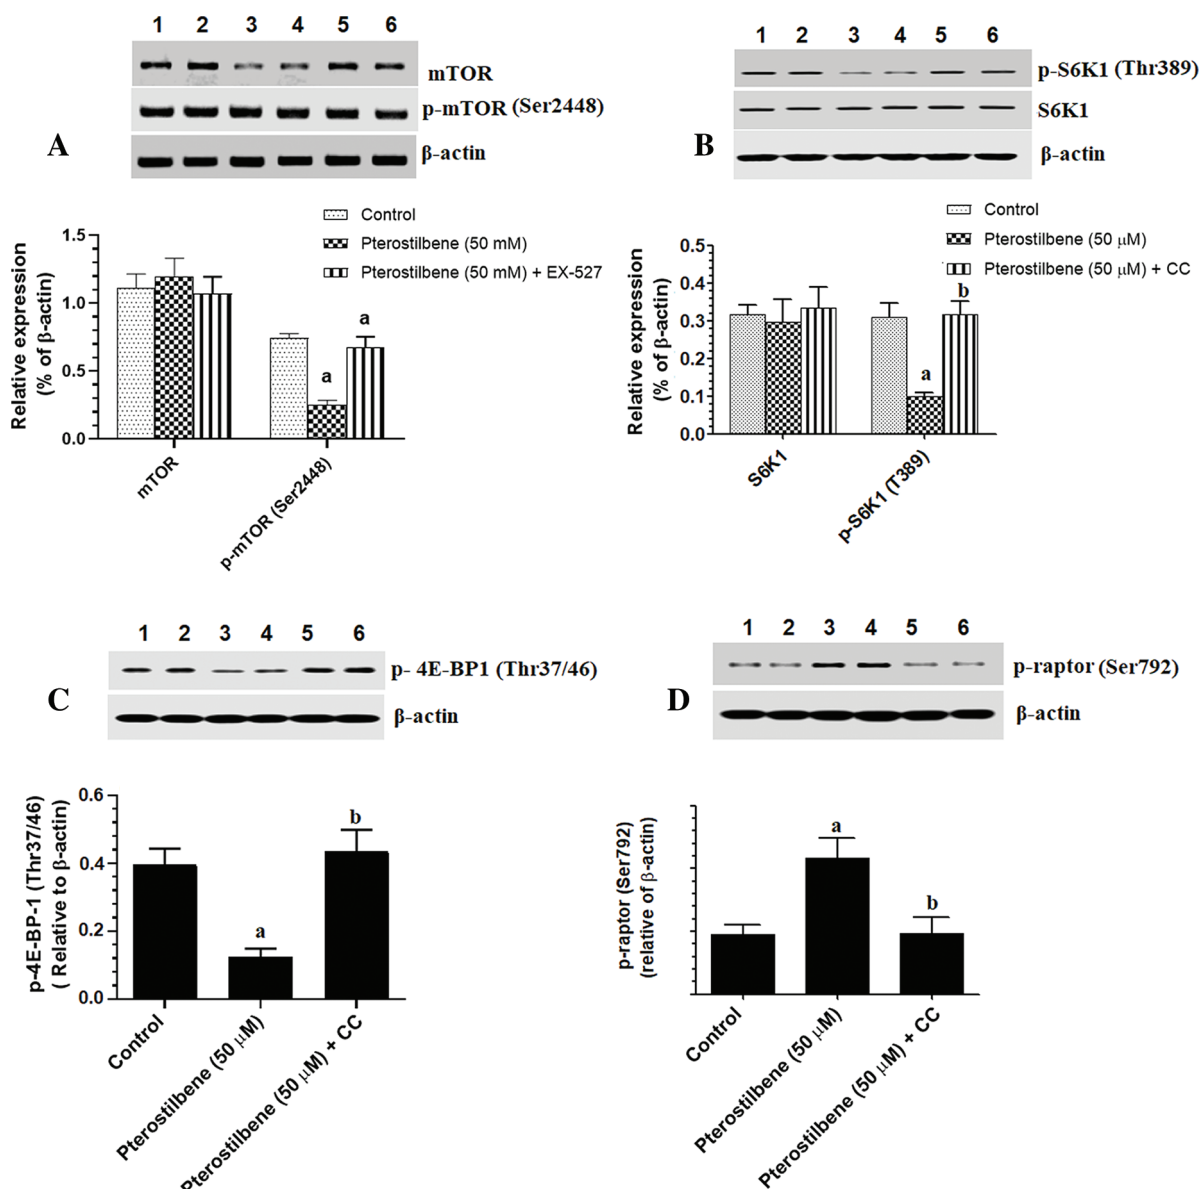 1 2 3 4 5 6
mTOR
p-mTOR (Ser2448)
A
β-actin
Control
Pterostilbene (50 mM)
Pterostilbene (50 mM) + EX-527
Relative expression
(% of β-actin)
1.5
1.0
0.5
0.0
a
a
mTOR
p-mTOR (Ser2448)
1 2 3 4 5 6
p-S6K1 (Thr389)
S6K1
B
β-actin
Control
Pterostilbene (50 μM)
Pterostilbene (50 μM) + CC
Relative expression
(% of β-actin)
0.5
0.4
0.3
0.2
0.1
0.0
a
b
S6K1
p-S6K1 (T389)
1 2 3 4 5 6
p- 4E-BP1 (Thr37/46)
C
β-actin
p-4E-BP-1 (Thr37/46)
( Relative to β-actin)
0.6
0.4
0.2
0.0
a
b
Control
Pterostilbene (50 μM)
Pterostilbene (50 μM) + CC
1 2 3 4 5 6
p-raptor (Ser792)
D
β-actin
p-raptor (Ser792)
(relative of β-actin)
a
b
Control
Pterostilbene (50 μM)
Pterostilbene (50 μM) + CC